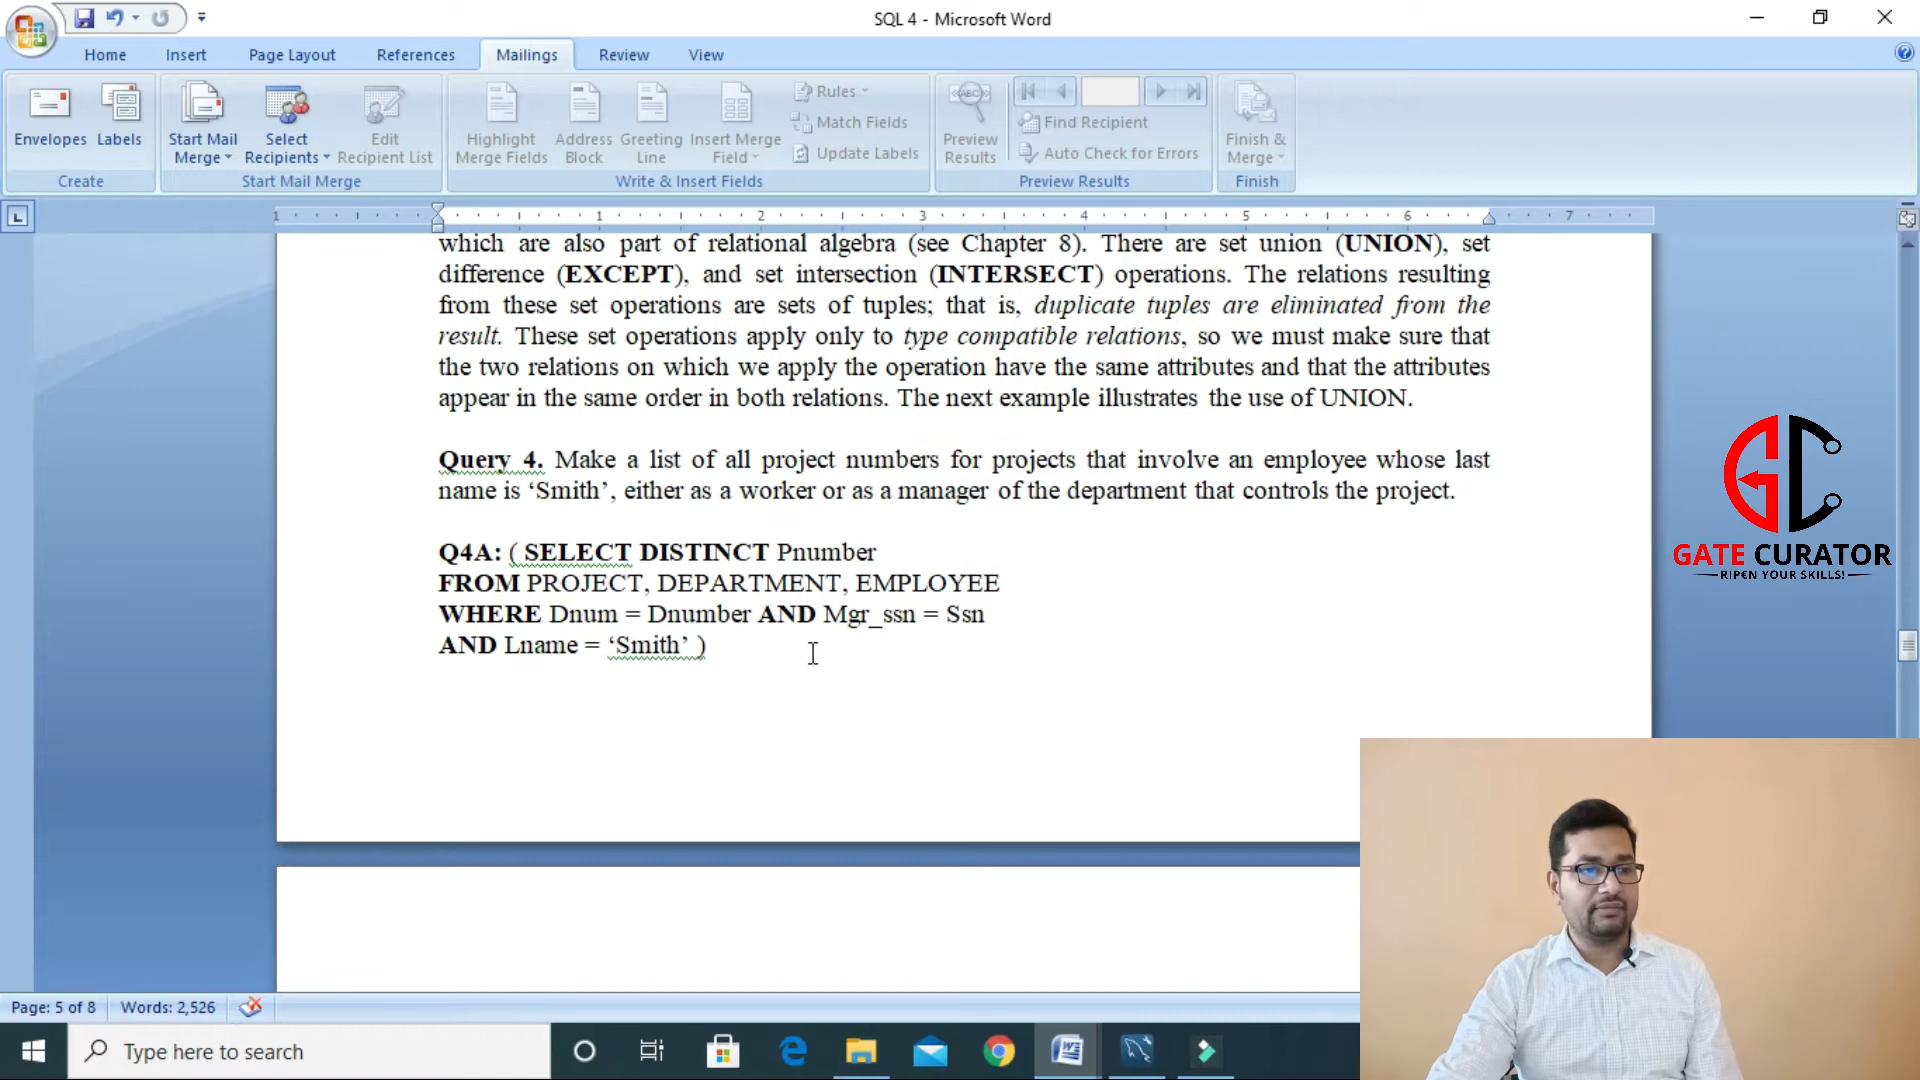 SQL 4 - Microsoft Word
Home Insert Page Layout References Mailings Review View
Envelopes Labels
Create
Start Mail Merge
Select Recipients
Edit Recipient List
Start Mail Merge
Highlight Merge Fields
Address Block
Greeting Line
Insert Merge Field
Rules
Match Fields
Update Labels
Write & Insert Fields
ABC
Preview Results
Find Recipient
Auto Check for Errors
Preview Results
Finish & Merge
Finish
L
1 1 2 3 4 5 6 7
which are also part of relational algebra (see Chapter 8). There are set union (UNION), set
difference (EXCEPT), and set intersection (INTERSECT) operations. The relations resulting
from these set operations are sets of tuples; that is, duplicate tuples are eliminated from the
result. These set operations apply only to type compatible relations, so we must make sure that
the two relations on which we apply the operation have the same attributes and that the attributes
appear in the same order in both relations. The next example illustrates the use of UNION.
Query 4. Make a list of all project numbers for projects that involve an employee whose last
name is ‘Smith’, either as a worker or as a manager of the department that controls the project.
Q4A: ( SELECT DISTINCT Pnumber
FROM PROJECT, DEPARTMENT, EMPLOYEE
WHERE Dnum = Dnumber AND Mgr_ssn = Ssn
AND Lname = ‘Smith’ )
GC
GATE CURATOR
RIPEN YOUR SKILLS!
Page: 5 of 8 Words: 2,526
Type here to search